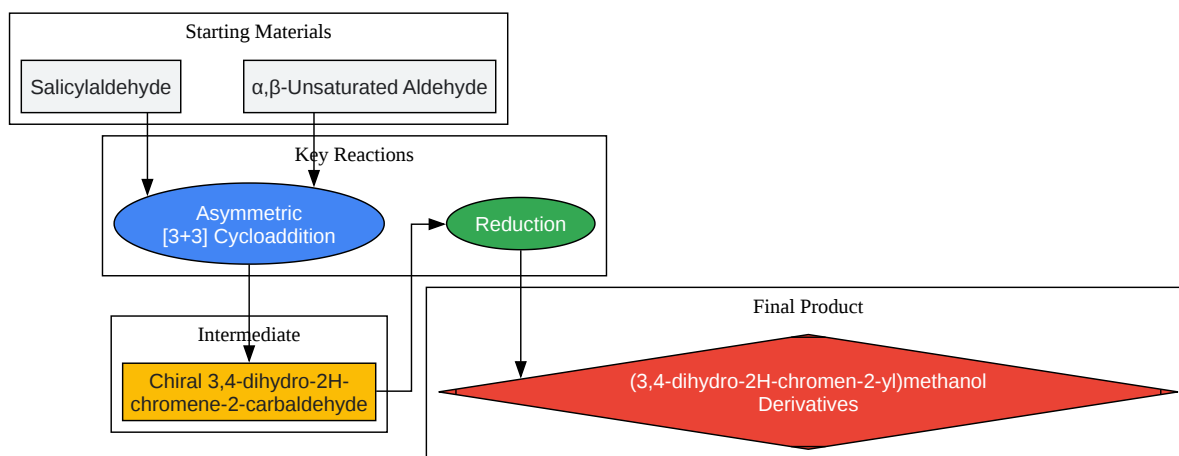 Starting Materials
Salicylaldehyde
α,β-Unsaturated Aldehyde
Key Reactions
Asymmetric
[3+3] Cycloaddition
Reduction
Final Product
Intermediate
Chiral 3,4-dihydro-2H-
chromene-2-carbaldehyde
(3,4-dihydro-2H-chromen-2-yl)methanol
Derivatives